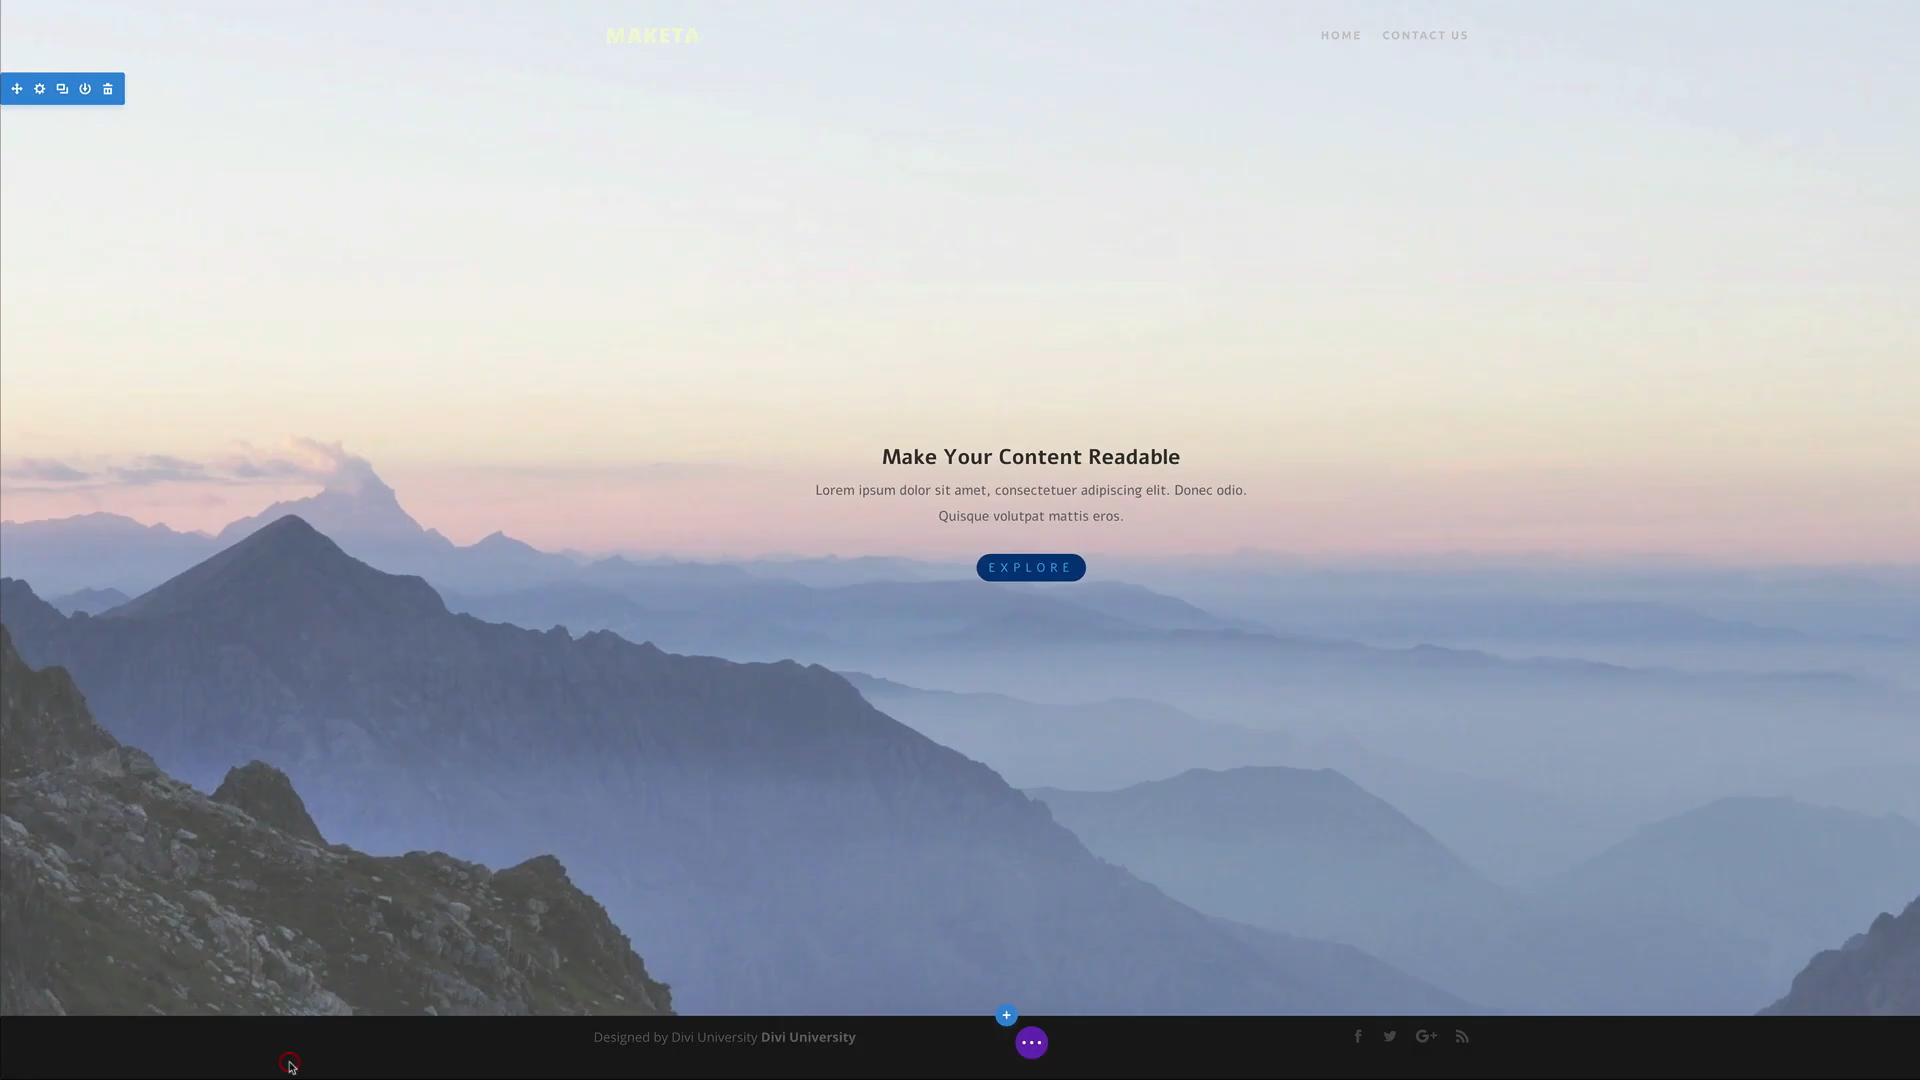 MAKETA
HOME CONTACT US
Make Your Content Readable
Lorem ipsum dolor sit amet, consectetuer adipiscing elit. Donec odio.
Quisque volutpat mattis eros.
EXPLORE
Designed by Divi University Divi University